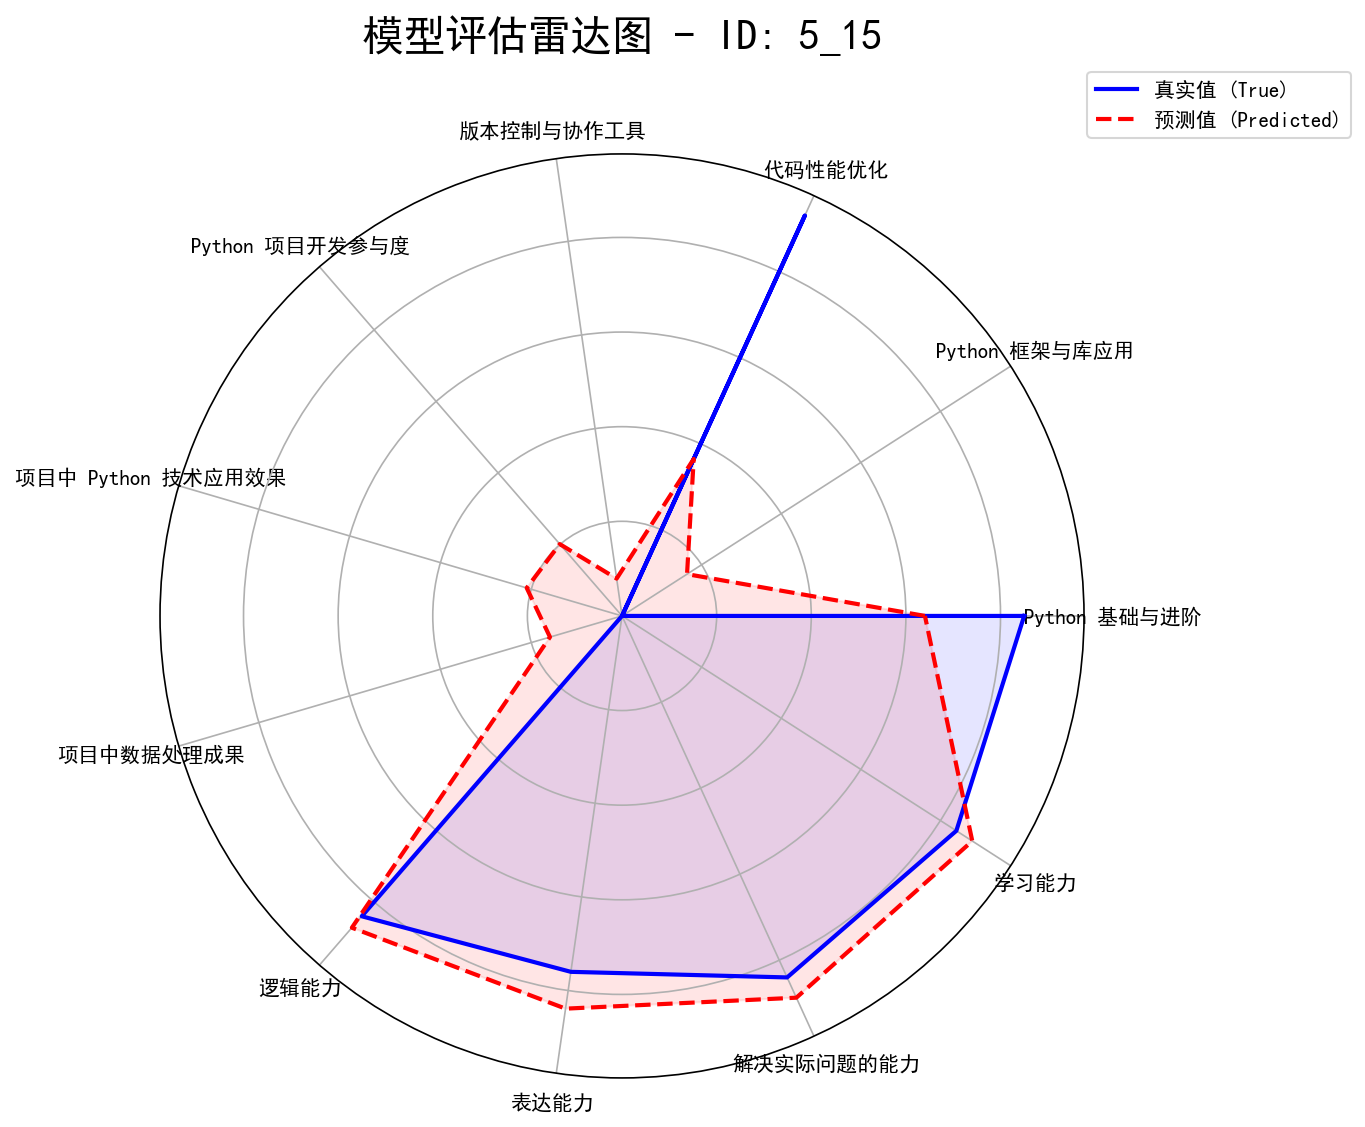 模型评估雷达图 - ID: 5_15
真实值 (True)
预测值 (Predicted)
版本控制与协作工具
代码性能优化
Python 项目开发参与度
Python 框架与库应用
项目中 Python 技术应用效果
Python 基础与进阶
项目中数据处理成果
学习能力
逻辑能力
解决实际问题的能力
表达能力